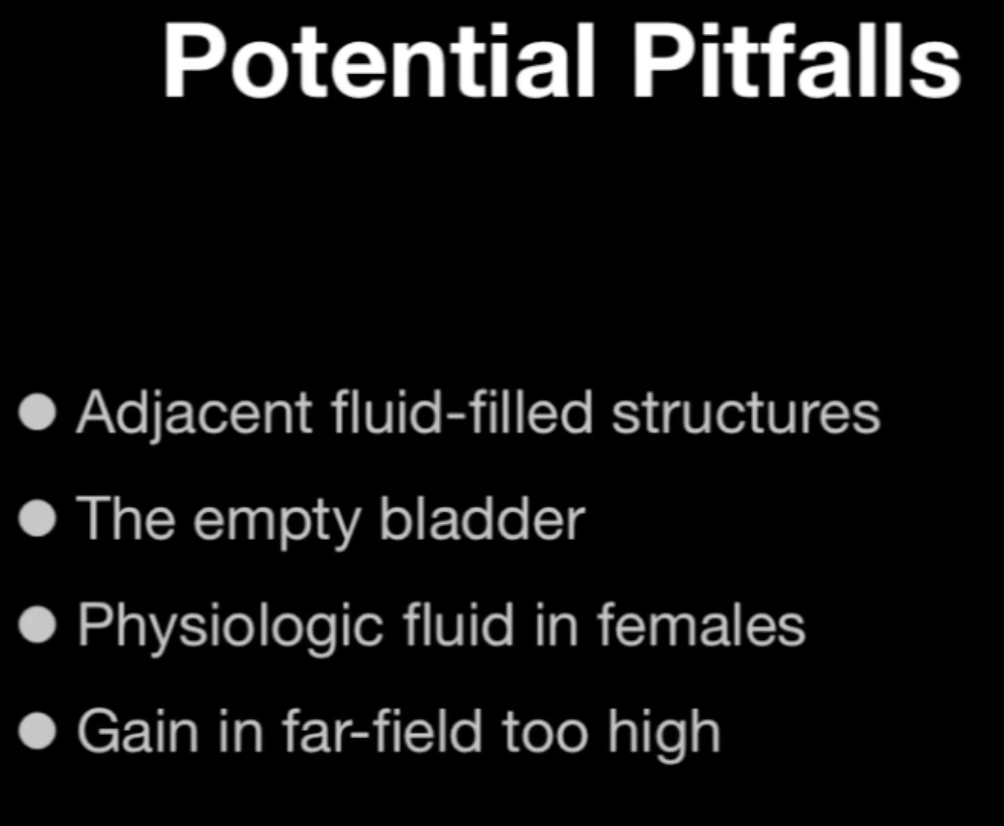 Potential Pitfalls
● Adjacent fluid-filled structures
● The empty bladder
● Physiologic fluid in females
● Gain in far-field too high